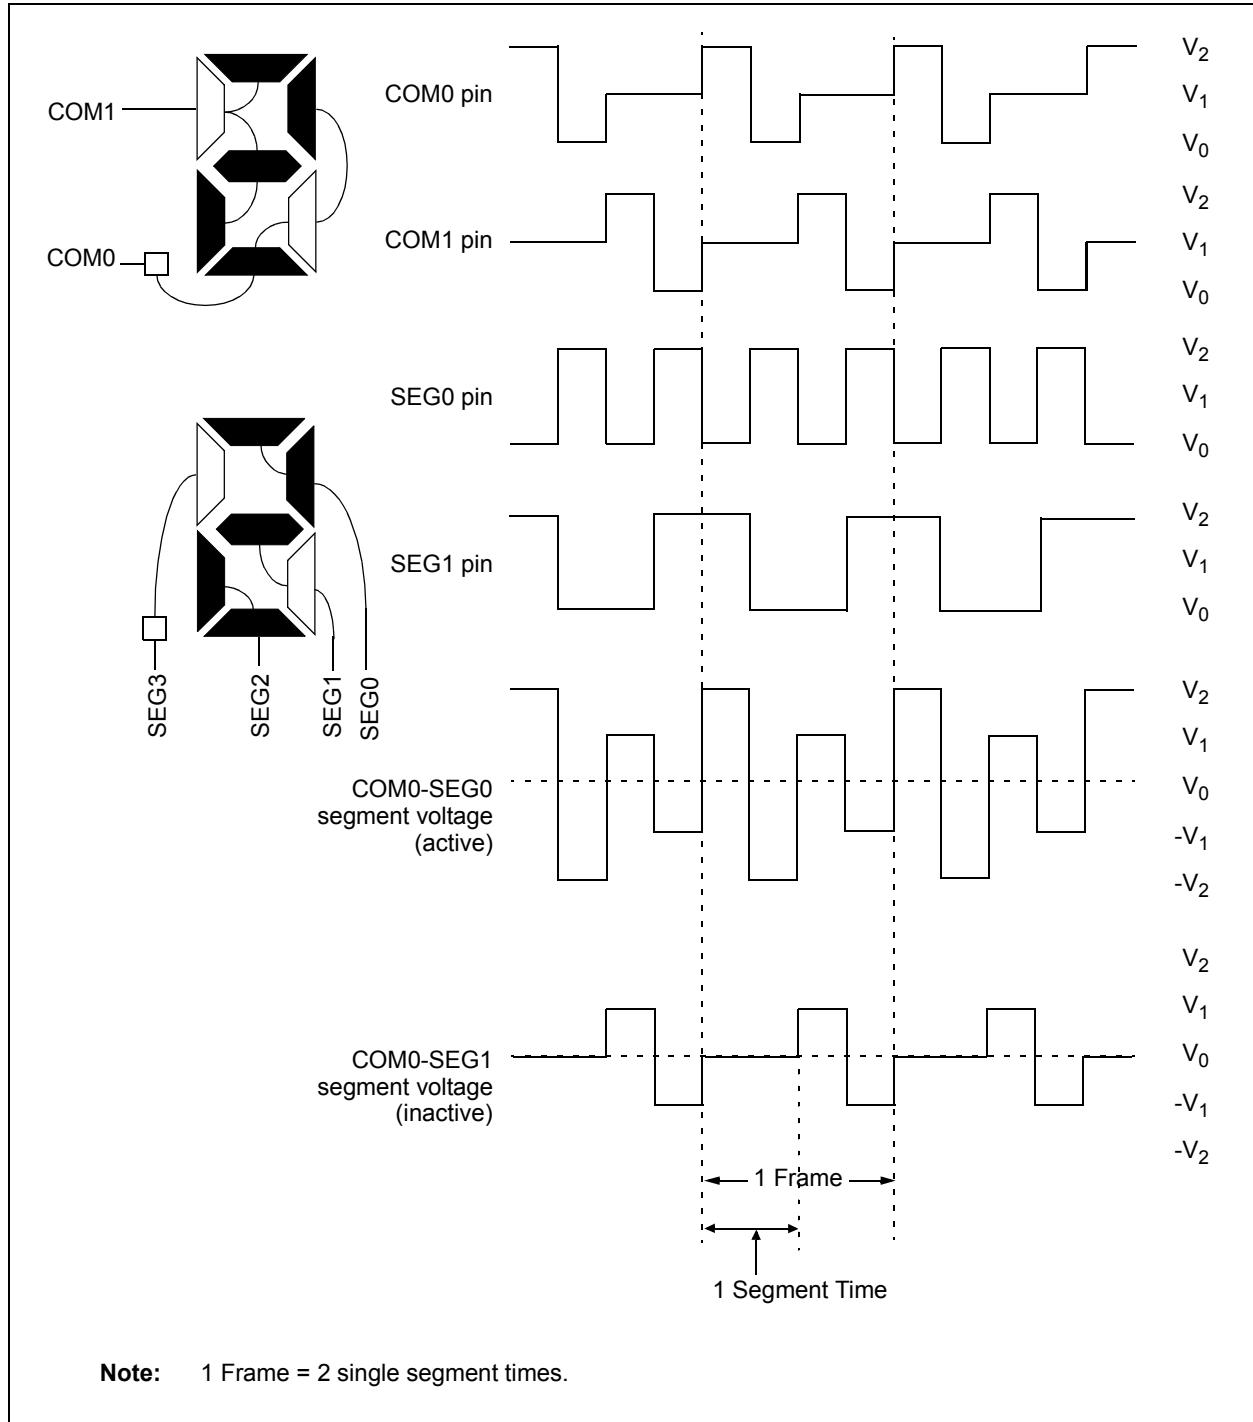 COM1
COM0
SEG3
SEG2
SEG1
SEG0
COM0 pin
V2
V1
V0
COM1 pin
V2
V1
V0
SEG0 pin
V2
V1
V0
SEG1 pin
V2
V1
V0
COM0-SEG0
segment voltage
(active)
V2
V1
V0
-V1
-V2
COM0-SEG1
segment voltage
(inactive)
V2
V1
V0
-V1
-V2
1 Frame
1 Segment Time
Note: 1 Frame = 2 single segment times.